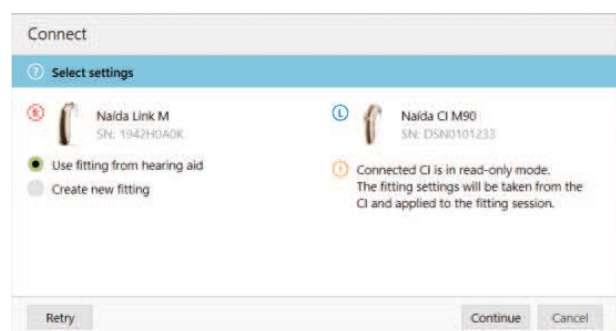 Connect
? Select settings
R
Naída Link M
SN: 1942H0A0K
Use fitting from hearing aid
Create new fitting
L
Naída CI M90
SN: DSN0101233
! Connected CI is in read-only mode.
The fitting settings will be taken from the
CI and applied to the fitting session.
Retry
Continue
Cancel